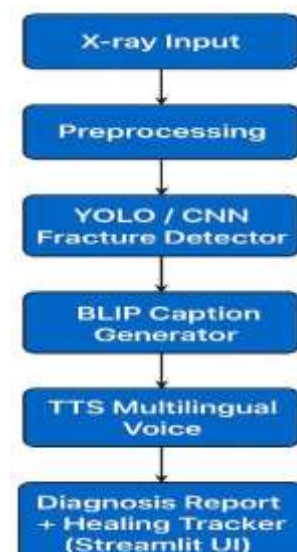 X-ray Input
Preprocessing
YOLO / CNN
Fracture Detector
BLIP Caption
Generator
TTS Multilingual
Voice
Diagnosis Report
+ Healing Tracker
(Streamlit UI)